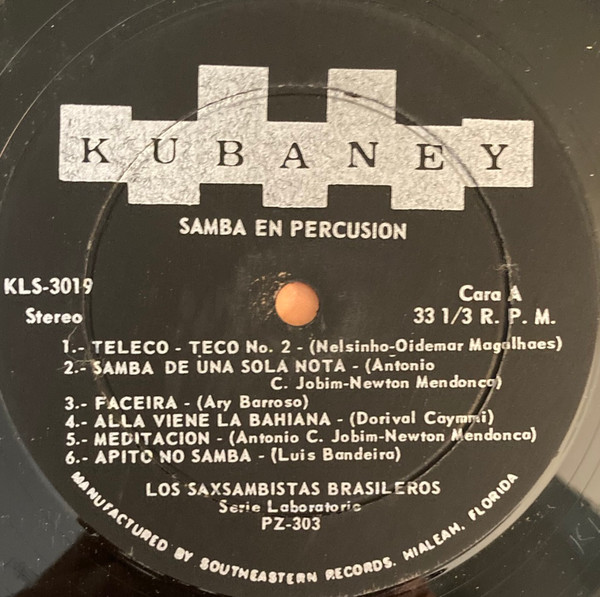 KUBANEY
SAMBA EN PERCUSION
KLS-3019
Stereo
Cara A
33 1/3 R. P. M.
1.- TELECO - TECO No. 2 - (Nelsinho-Oidemar Magalhaes)
2.- SAMBA DE UNA SOLA NOTA - (Antonio
C. Jobim-Newton Mendonca)
3.- FACEIRA - (Ary Barroso)
4.- ALLA VIENE LA BAHIANA - (Dorival Caymmi)
5.- MEDITACION - (Antonio C. Jobim-Newton Mendonca)
6.- APITO NO SAMBA - (Luis Bandeira)
LOS SAXSAMBISTAS BRASILEROS
Serie Laboratorio
PZ-303
MANUFACTURED BY SOUTHEASTERN RECORDS, HIALEAH, FLORIDA